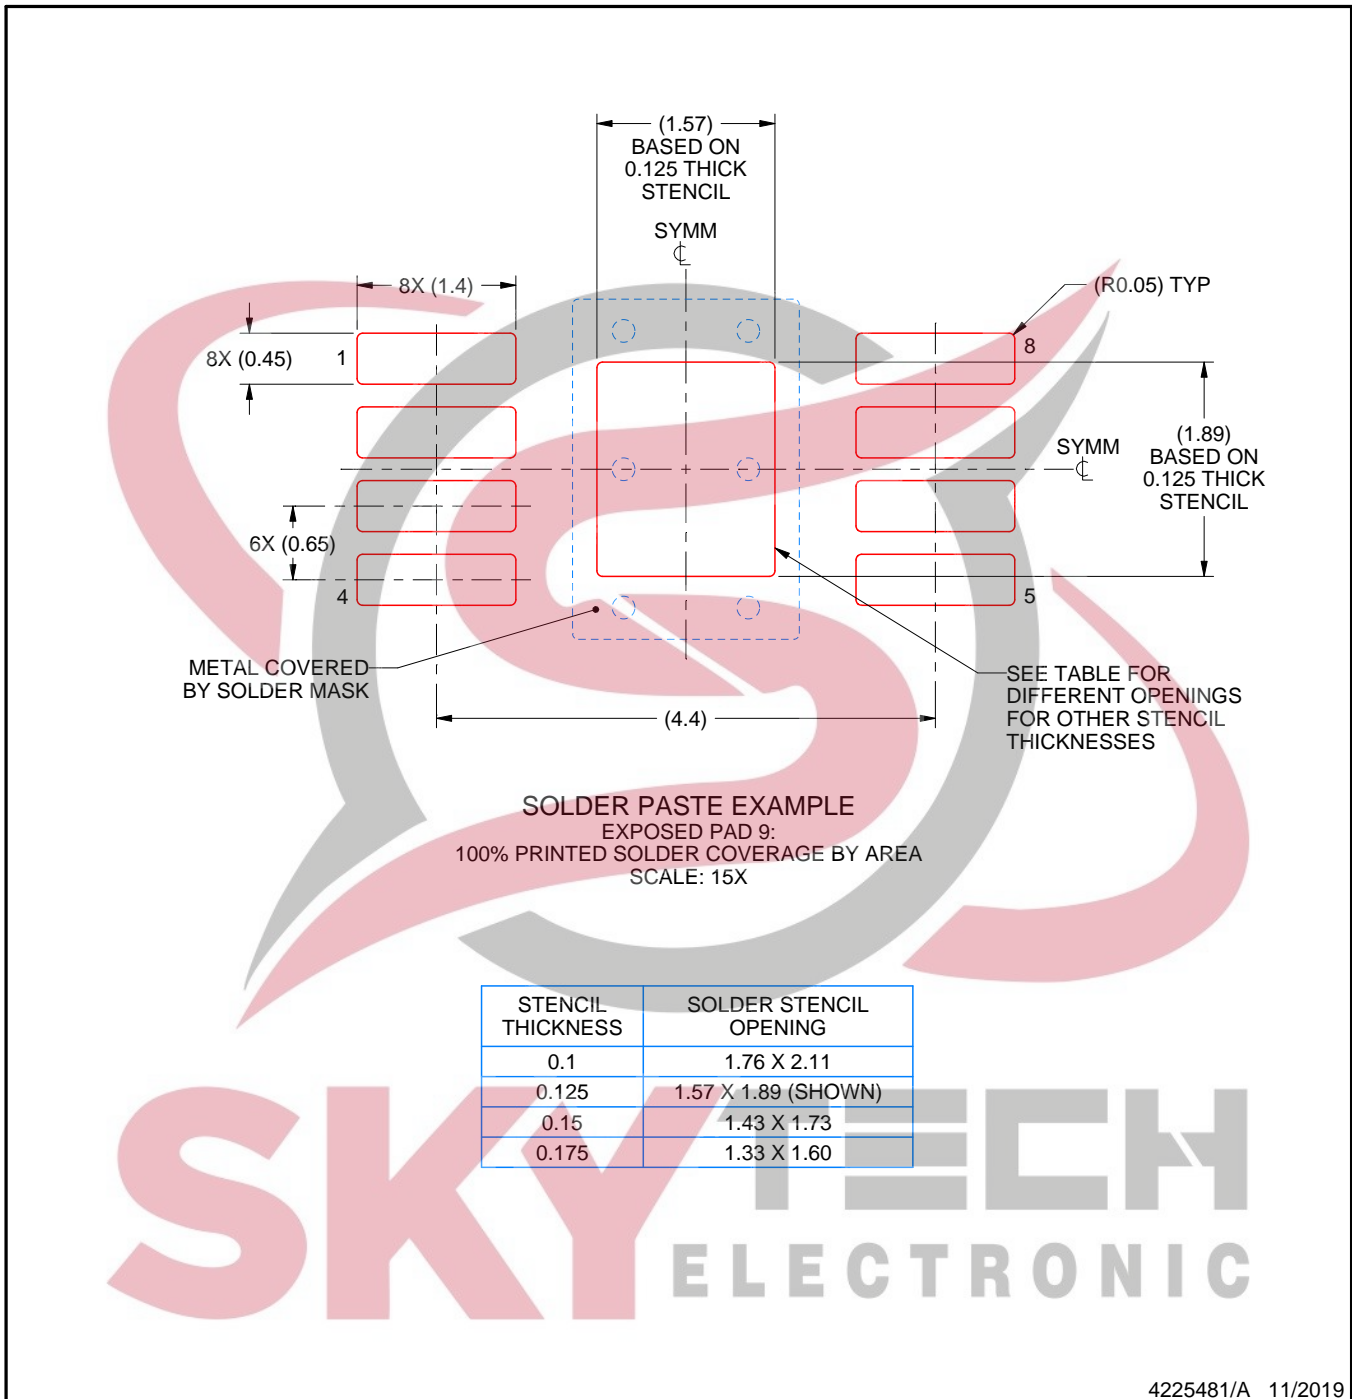 (1.57)
BASED ON
0.125 THICK
STENCIL
SYMM
8X (1.4)
(R0.05) TYP
8X (0.45)
1
8
(1.89)
BASED ON
0.125 THICK
STENCIL
SYMM
6X (0.65)
4
5
METAL COVERED
BY SOLDER MASK
SEE TABLE FOR
DIFFERENT OPENINGS
FOR OTHER STENCIL
THICKNESSES
(4.4)
SOLDER PASTE EXAMPLE
EXPOSED PAD 9:
100% PRINTED SOLDER COVERAGE BY AREA
SCALE: 15X
STENCIL THICKNESS
SOLDER STENCIL OPENING
0.1 1.76 X 2.11
0.125 1.57 X 1.89 (SHOWN)
0.15 1.43 X 1.73
0.175 1.33 X 1.60
SKY TECH
ELECTRONIC
4225481/A 11/2019